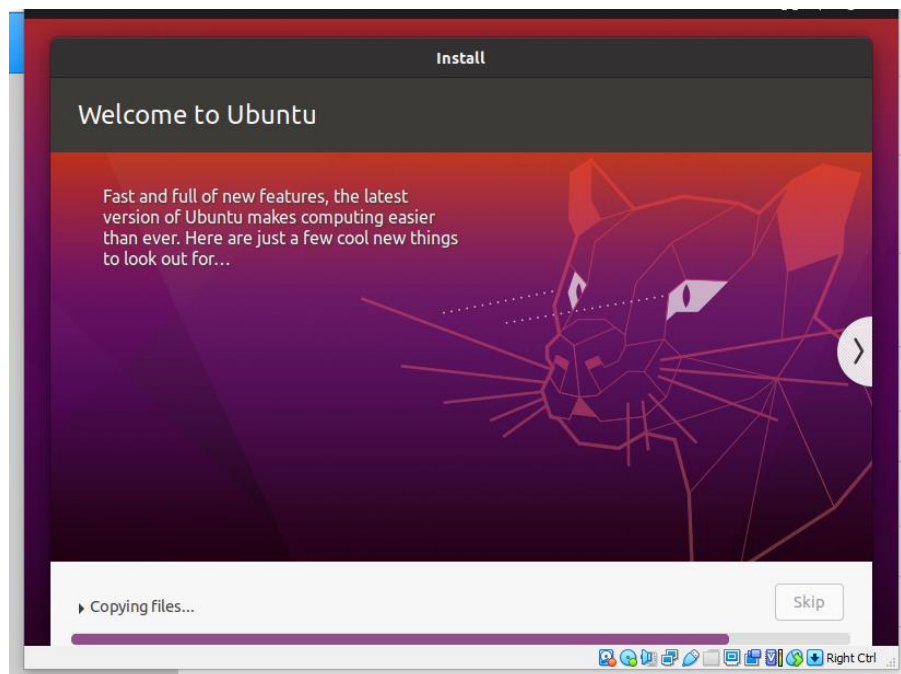 Install
Welcome to Ubuntu
Fast and full of new features, the latest
version of Ubuntu makes computing easier
than ever. Here are just a few cool new things
to look out for...
Copying files...
Skip
Right Ctrl